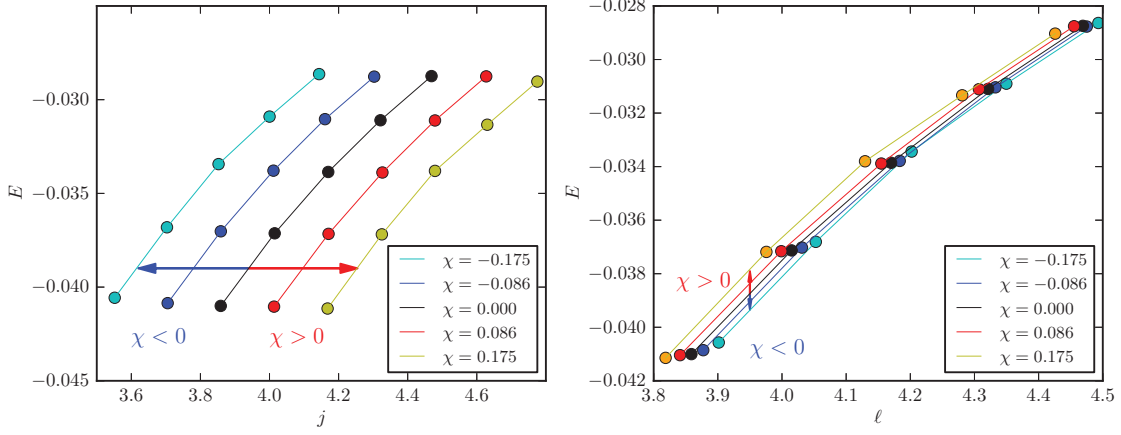 −0.030
−0.035
−0.040
−0.045
E
3.6 3.8 4.0 4.2 4.4 4.6
j
χ < 0
χ > 0
χ = −0.175
χ = −0.086
χ = 0.000
χ = 0.086
χ = 0.175
−0.028
−0.030
−0.032
−0.034
−0.036
−0.038
−0.040
−0.042
E
3.8 4.0 4.1 4.2 4.3 4.4 4.5
ℓ
χ > 0
χ < 0
χ = −0.175
χ = −0.086
χ = 0.000
χ = 0.086
χ = 0.175